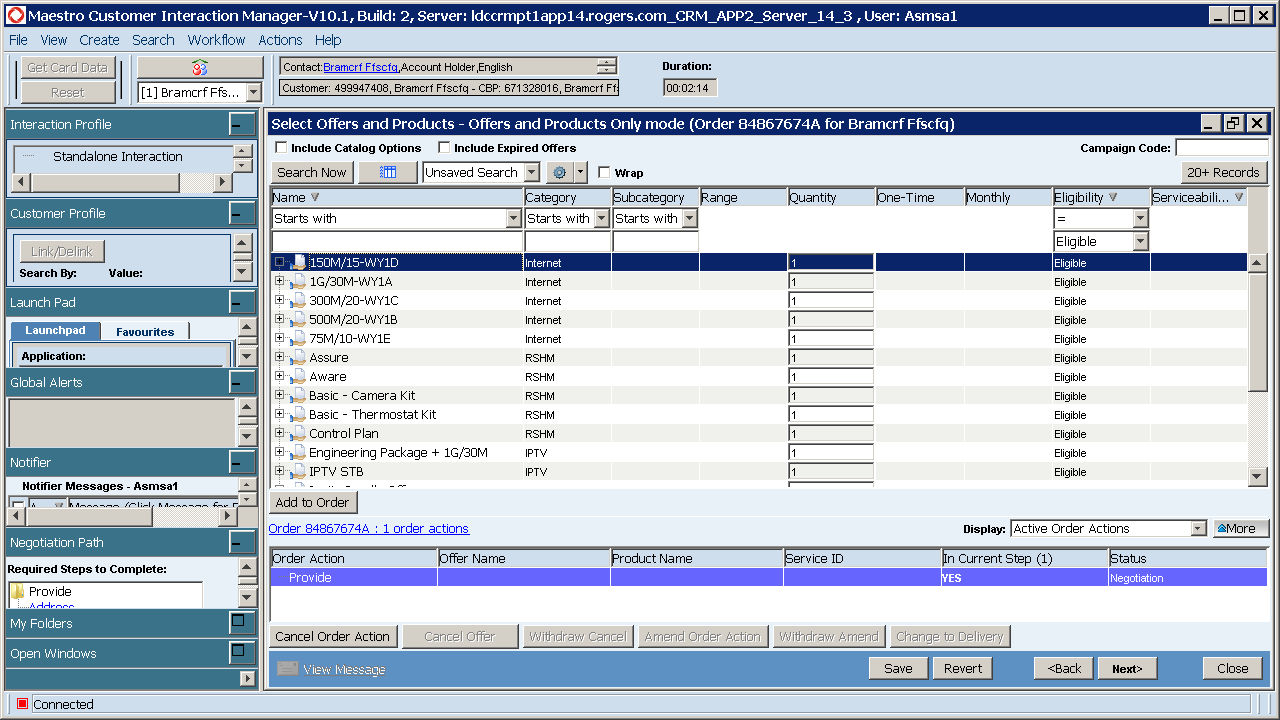 Maestro Customer Interaction Manager-V10.1, Build: 2, Server: ldccrmpt1app14.rogers.com_CRM_APP2_Server_14_3 , User: Asmsa1
File View Create Search Workflow Actions Help
Get Card Data
Reset
[1] Bramcrf Ffs...
Contact:Bramcrf Ffscfq,Account Holder,English
Customer: 499947408, Bramcrf Ffscfq - CBP: 671328016, Bramcrf Ff
Duration:
00:02:14
Interaction Profile
Standalone Interaction
Customer Profile
Link/Delink
Search By: Value:
Launch Pad
Launchpad Favourites
Application:
Global Alerts
Notifier
Notifier Messages - Asmsa1
Negotiation Path
Required Steps to Complete:
Provide
Address
My Folders
Open Windows
Select Offers and Products - Offers and Products Only mode (Order 84867674A for Bramcrf Ffscfq)
Include Catalog Options Include Expired Offers Campaign Code:
Search Now Unsaved Search Wrap 20+ Records
Name Category Subcategory Range Quantity One-Time Monthly Eligibility Serviceabili...
Starts with Starts with Starts with =
Eligible
150M/15-WY1D Internet 1 Eligible
1G/30M-WY1A Internet 1 Eligible
300M/20-WY1C Internet 1 Eligible
500M/20-WY1B Internet 1 Eligible
75M/10-WY1E Internet 1 Eligible
Assure RSHM 1 Eligible
Aware RSHM 1 Eligible
Basic - Camera Kit RSHM 1 Eligible
Basic - Thermostat Kit RSHM 1 Eligible
Control Plan RSHM 1 Eligible
Engineering Package + 1G/30M IPTV 1 Eligible
IPTV STB IPTV 1 Eligible
Add to Order
Order 84867674A : 1 order actions Display: Active Order Actions More
Order Action Offer Name Product Name Service ID In Current Step (1) Status
Provide YES Negotiation
Cancel Order Action Cancel Offer Withdraw Cancel Amend Order Action Withdraw Amend Change to Delivery
View Message Save Revert <Back Next> Close
Connected